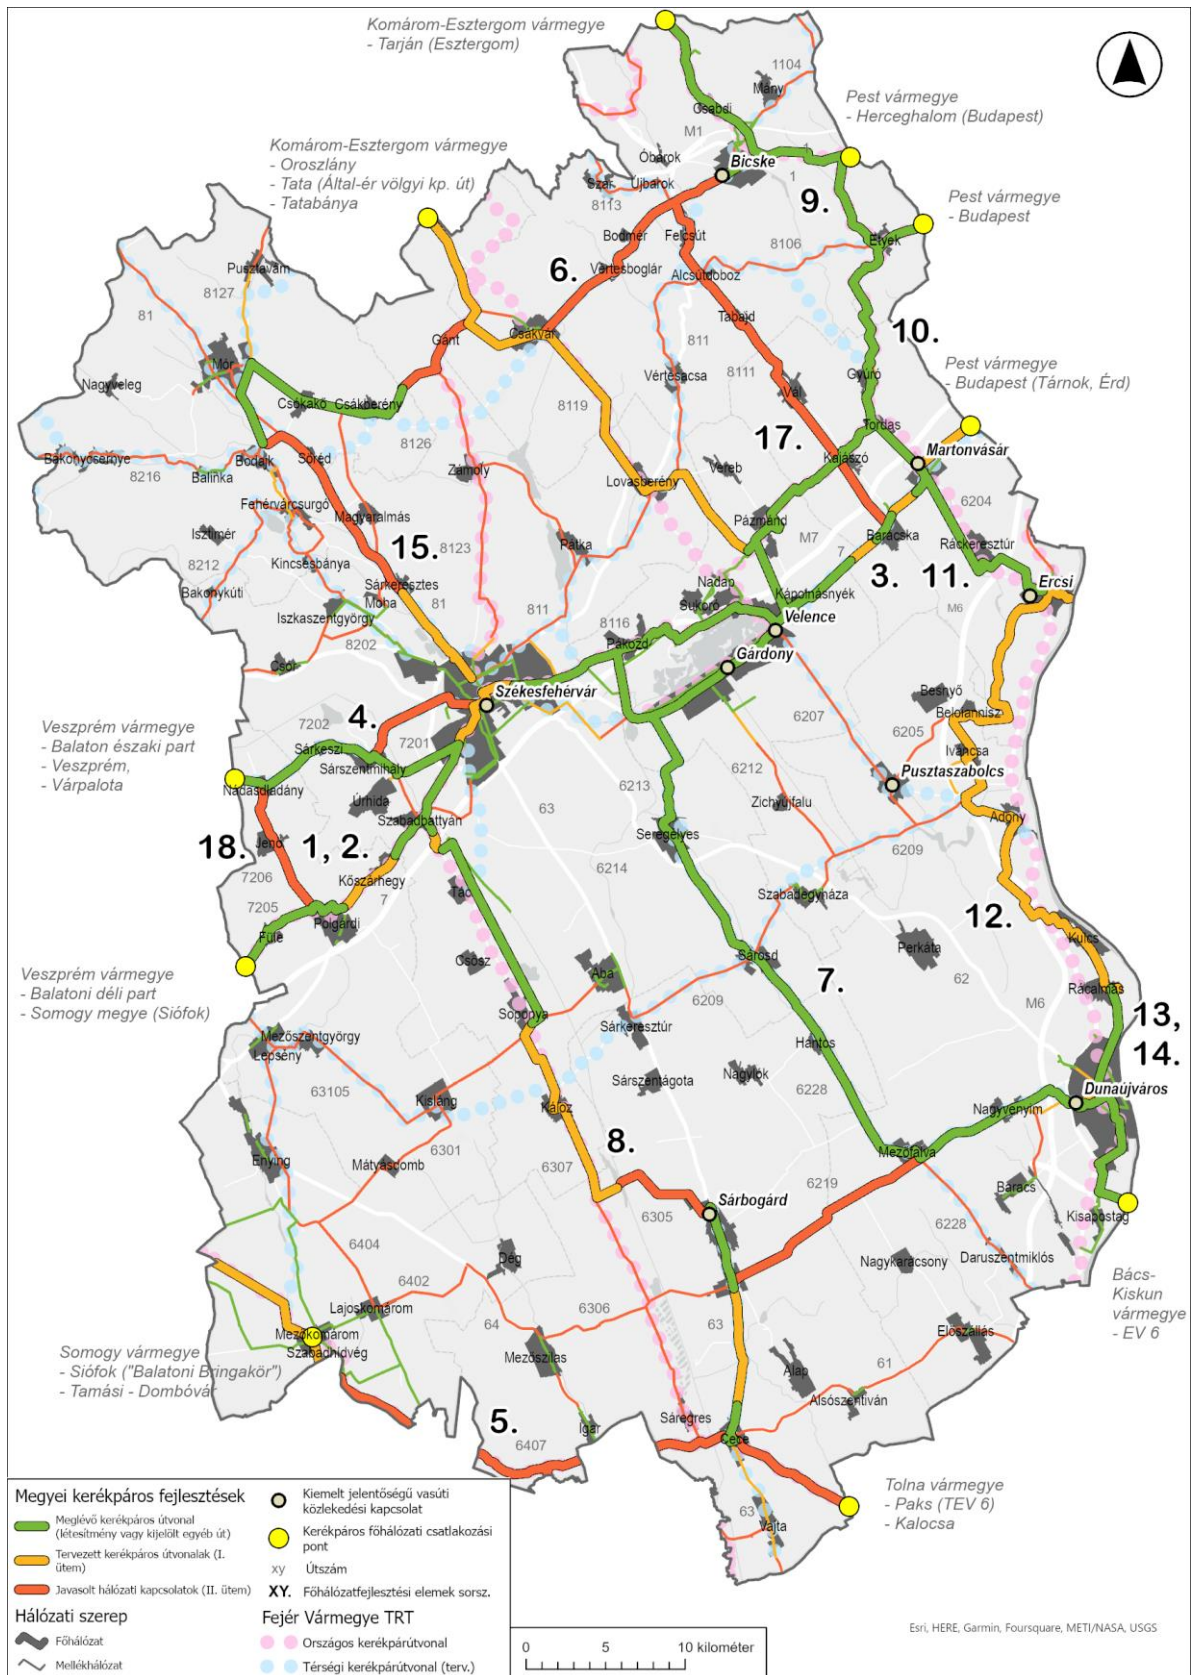 Komárom-Esztergom vármegye
- Tarján (Esztergom)
1104
Mány
Csabdi
Pest vármegye
- Herceghalom (Budapest)
M1
Óbárok
Bicske
1
1
Komárom-Esztergom vármegye
- Oroszlány
- Tata (Által-ér völgyi kp. út)
- Tatabánya
Szár
Újbarok
8113
9.
Pest vármegye
- Budapest
Bodmér
Felcsút
Etyek
8106
Pusztavám
8127
6.
Vértesboglár
Alcsútdoboz
81
Gánt
Csákvár
Tabajd
10.
811
Mór
Vértesacsa
8111
Gyúró
Pest vármegye
- Budapest (Tárnok, Érd)
Nagyveleg
Csókakő
Csákberény
8119
Vál
Tordas
8126
17.
Martonvásár
Bakonycsernye
Bodajk
Söréd
8216
Balinka
Zámoly
Vereb
Kajászó
Lovasberény
6204
Fehérvárcsurgó
Magyaralmás
Isztimér
15.
Pázmánd
Baracska
Ráckeresztúr
8123
Pátka
M7
7
8212
Kincsesbánya
3.
11.
Bakonykúti
Sárkeresztes
Nadap
Kápolnásnyék
Ercsi
Moha
81
811
Sukoró
M6
Iszkaszentgyörgy
8116
Velence
8202
Pákozd
Csór
Gárdony
Székesfehérvár
Besnyő
4.
Beloiannisz
Veszprém vármegye
- Balaton északi part
- Veszprém,
- Várpalota
7202
7201
6207
6205
Sárkeszi
Iváncsa
Sárszentmihály
Pusztaszabolcs
Nádasdladány
6213
6212
Úrhida
63
Zichyújfalu
Szabadbattyán
Adony
18.
Jenő
1, 2.
Seregélyes
6209
7206
Kőszárhegy
6214
7
Tác
Szabadegyháza
7205
Polgárdi
12.
Füle
Kulcs
Perkáta
Sárosd
Veszprém vármegye
- Balatoni déli part
- Somogy megye (Siófok)
Csősz
Aba
7.
62
Rácalmás
M6
Soponya
6209
Sárkeresztúr
13,
14.
Mezőszentgyörgy
Lepsény
Hantos
Nagylók
Sárszentágota
63105
Kisláng
6228
Dunaújváros
Káloz
Nagyvenyim
8.
Enying
6301
Mezőfalva
Mátyásdomb
6307
Baracs
Sárbogárd
6219
6305
Kisapostag
6228
6404
Dég
Nagykarácsony
Daruszentmiklós
6402
Bács-
Kiskun
vármegye
- EV 6
Lajoskomárom
6306
64
63
Mezőkomárom
Előszállás
Szabadhídvég
Mezőszilas
Somogy vármegye
- Siófok ("Balatoni Bringakör")
- Tamási - Dombóvár
Alap
61
Alsószentiván
5.
Sáregres
Igar
Cece
6407
Tolna vármegye
- Paks (TEV 6)
- Kalocsa
63
Vajta
Megyei kerékpáros fejlesztések
Meglévő kerékpáros útvonal
(létesítmény vagy kijelölt egyéb út)
Tervezett kerékpáros útvonalak (I.
ütem)
Javasolt hálózati kapcsolatok (II. ütem)
Hálózati szerep
Főhálózat
Mellékhálózat
Kiemelt jelentőségű vasúti
közlekedési kapcsolat
Kerékpáros főhálózati csatlakozási
pont
xy Útszám
XY. Főhálózatfejlesztési elemek sorsz.
Fejér Vármegye TRT
Országos kerékpárútvonal
Térségi kerékpárútvonal (terv.)
0 5 10 kilométer
Esri, HERE, Garmin, Foursquare, METI/NASA, USGS